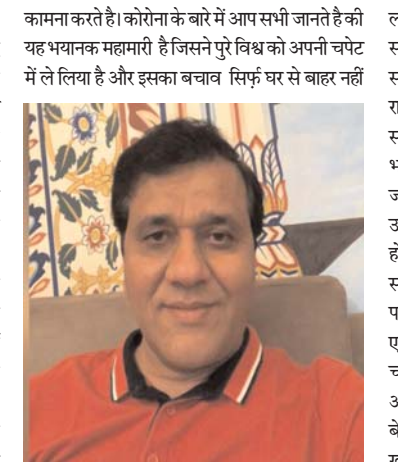 कामना करते है। कोरोना के बारे में आप सभी जानते है की
यह भयानक महामारी है जिसने पुरे विश्व को अपनी चपेट
में ले लिया है और इसका बचाव सिर्फ़ घर से बाहर नहीं